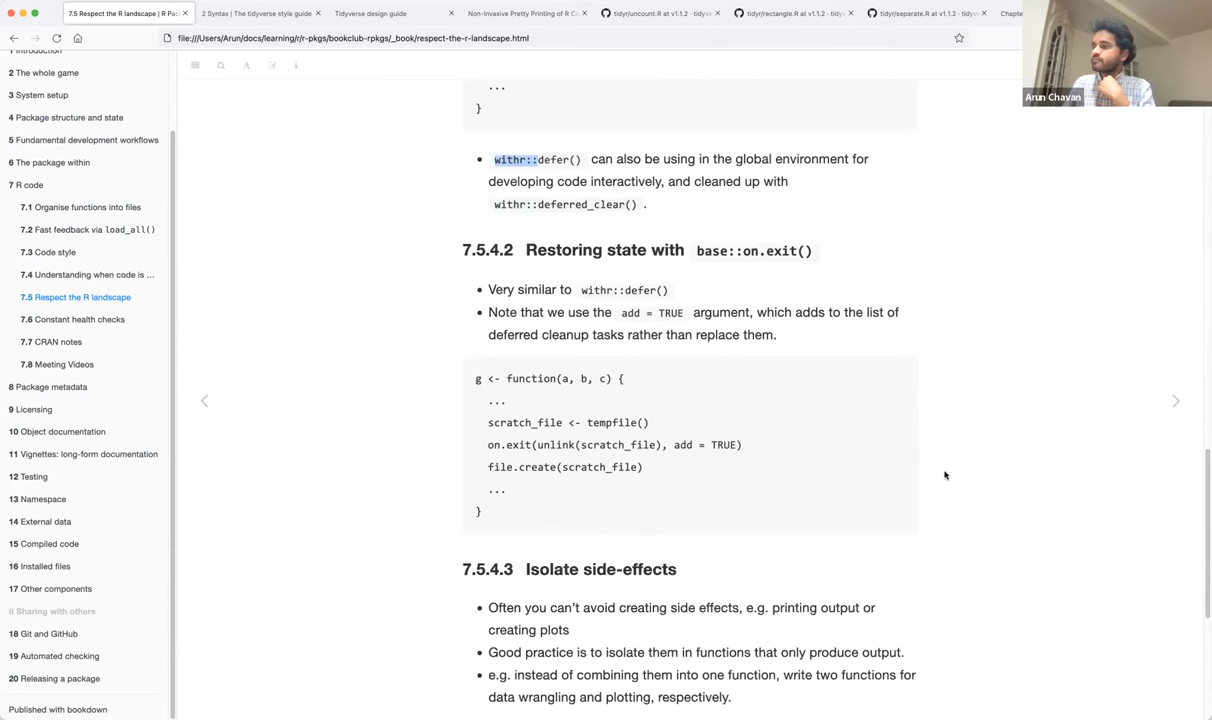 7.5 Respect the R landscape | R Pac
2 Syntax | The tidyverse style guide
Tidyverse design guide
Non-Invasive Pretty Printing of R C
tidyr/uncount.R at v1.1.2 · tidyv
tidyr/rectangle.R at v1.1.2 · tidy
tidyr/separate.R at v1.1.2 · tidyv
Chapte
file:///Users/Arun/docs/learning/r/r-pkgs/bookclub-rpkgs/_book/respect-the-r-landscape.html
Arun Chavan
1 Introduction
2 The whole game
3 System setup
4 Package structure and state
5 Fundamental development workflows
6 The package within
7 R code
7.1 Organise functions into files
7.2 Fast feedback via load_all()
7.3 Code style
7.4 Understanding when code is ...
7.5 Respect the R landscape
7.6 Constant health checks
7.7 CRAN notes
7.8 Meeting Videos
8 Package metadata
9 Licensing
10 Object documentation
11 Vignettes: long-form documentation
12 Testing
13 Namespace
14 External data
15 Compiled code
16 Installed files
17 Other components
II Sharing with others
18 Git and GitHub
19 Automated checking
20 Releasing a package
Published with bookdown
...
}
• withr::defer() can also be using in the global environment for
developing code interactively, and cleaned up with
withr::deferred_clear() .
7.5.4.2 Restoring state with base::on.exit()
• Very similar to withr::defer()
• Note that we use the add = TRUE argument, which adds to the list of
deferred cleanup tasks rather than replace them.
g <- function(a, b, c) {
...
scratch_file <- tempfile()
on.exit(unlink(scratch_file), add = TRUE)
file.create(scratch_file)
...
}
7.5.4.3 Isolate side-effects
• Often you can't avoid creating side effects, e.g. printing output or
creating plots
• Good practice is to isolate them in functions that only produce output.
• e.g. instead of combining them into one function, write two functions for
data wrangling and plotting, respectively.